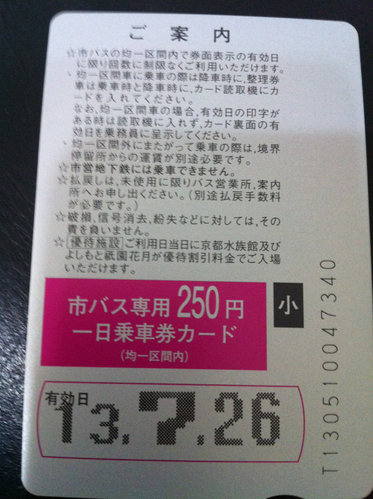 ご案内
☆市バスの均一区間内で券面表示の有効日
に限り回数に制限なくご利用いただけます。
・均一区間車に乗車の際は降車時に、整理券
車は乗車時と降車時に、カード読取機にカ
ードを入れてください。
なお、均一区間車の場合、有効日の印字が
ある時は読取機に入れず、カード裏面の有
効日を乗務員に呈示してください。
・均一区間外にまたがって乗車の際は、境界
停留所からの運賃が別途必要です。
☆市営地下鉄には乗車できません。
☆払戻しは、未使用に限りバス営業所、案内
所へお申し出ください。(別途払戻手数料
が必要です。)
☆破損、信号消去、紛失などに対しては、その
責を負いません。
☆[優待施設]ご利用日当日に京都水族館及び
よしもと祇園花月が優待割引料金でご入場
いただけます。
市バス専用250円
一日乗車券カード
(均一区間内)
小
有効日
13.7.26
T130510047340